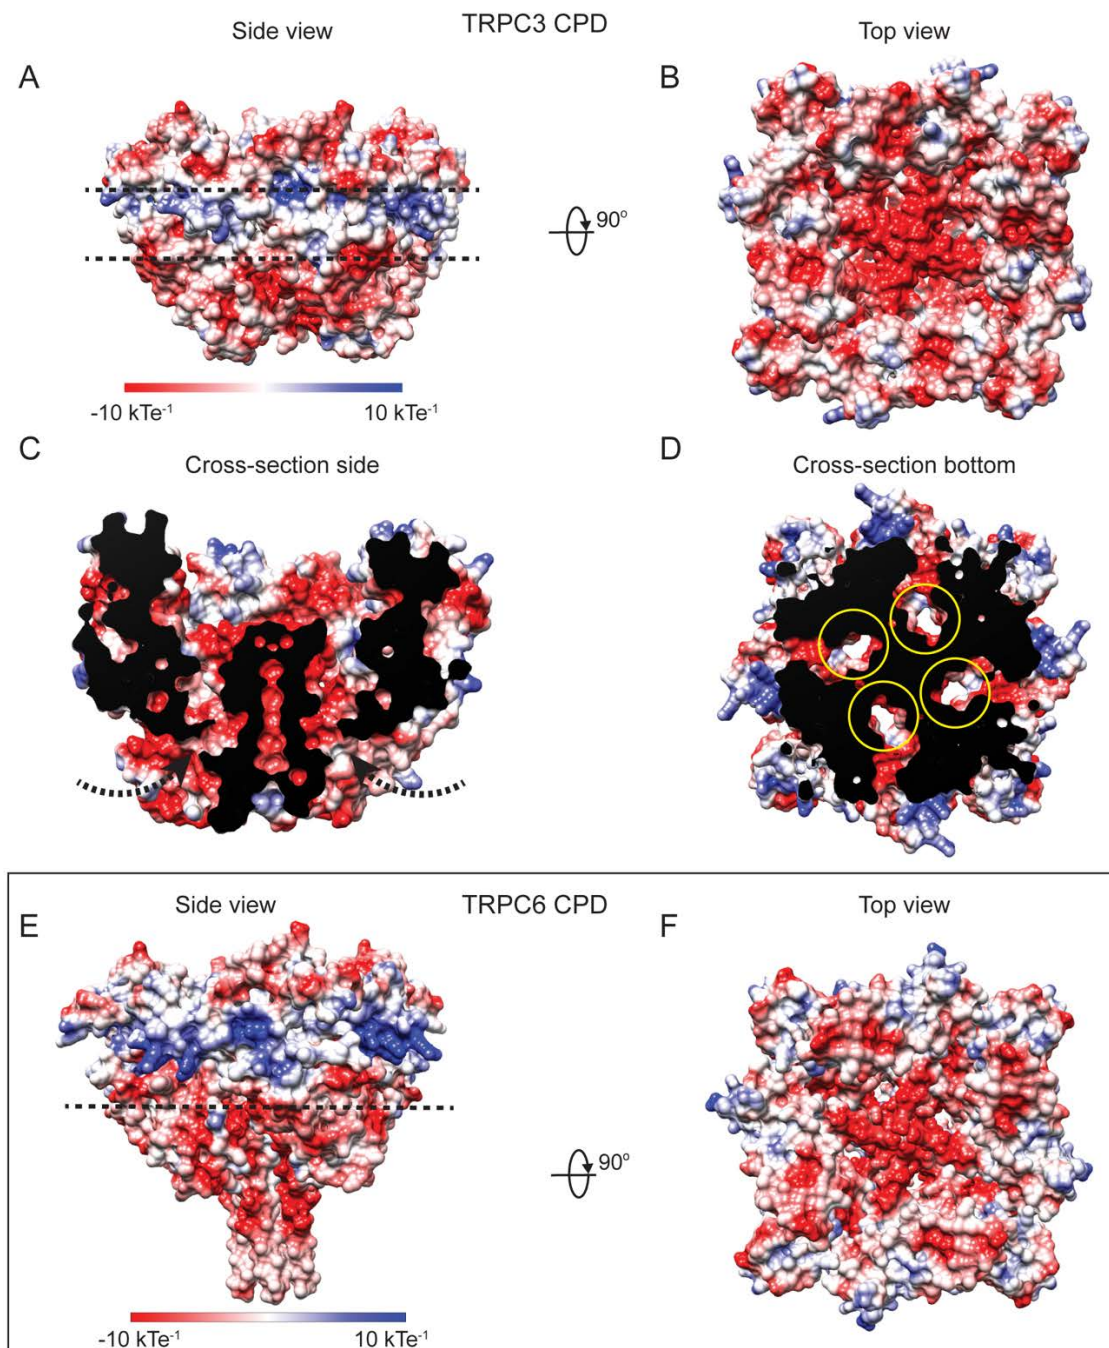 TRPC3 CPD
Side view
Top view
A
B
90°
-10 kTe⁻¹
10 kTe⁻¹
C
D
Cross-section side
Cross-section bottom
Side view
TRPC6 CPD
Top view
E
F
90°
-10 kTe⁻¹
10 kTe⁻¹